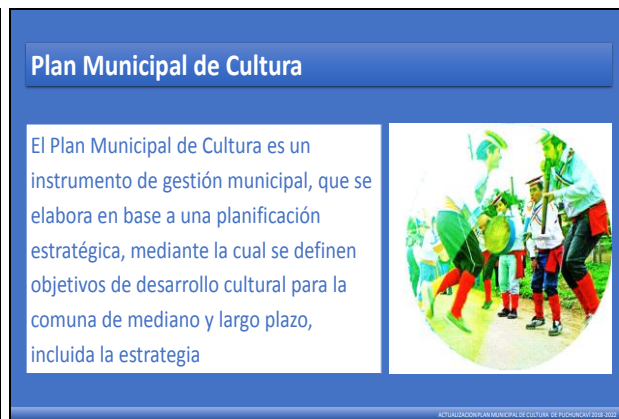 Plan Municipal de Cultura
El Plan Municipal de Cultura es un
instrumento de gestión municipal, que se
elabora en base a una planificación
estratégica, mediante la cual se definen
objetivos de desarrollo cultural para la
comuna de mediano y largo plazo,
incluida la estrategia
ACTUALIZACION PLAN MUNICIPAL DE CULTURA DE PUCHUNCAVÍ 2018-2022